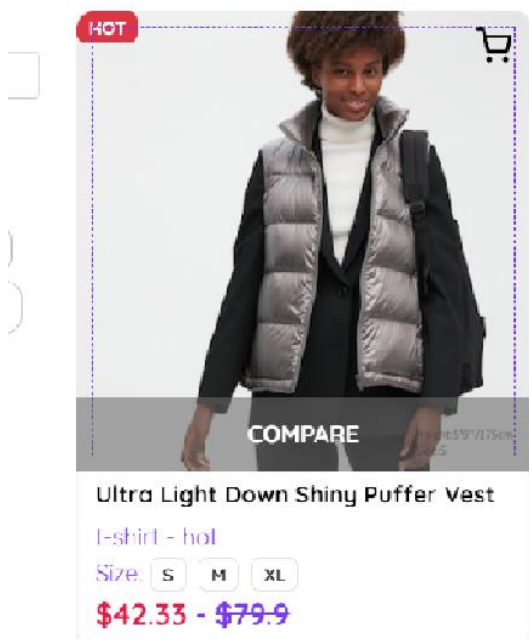 HOT
COMPARE
Ultra Light Down Shiny Puffer Vest
t-shirt - hot
Size: S M XL
$42.33 - $79.9